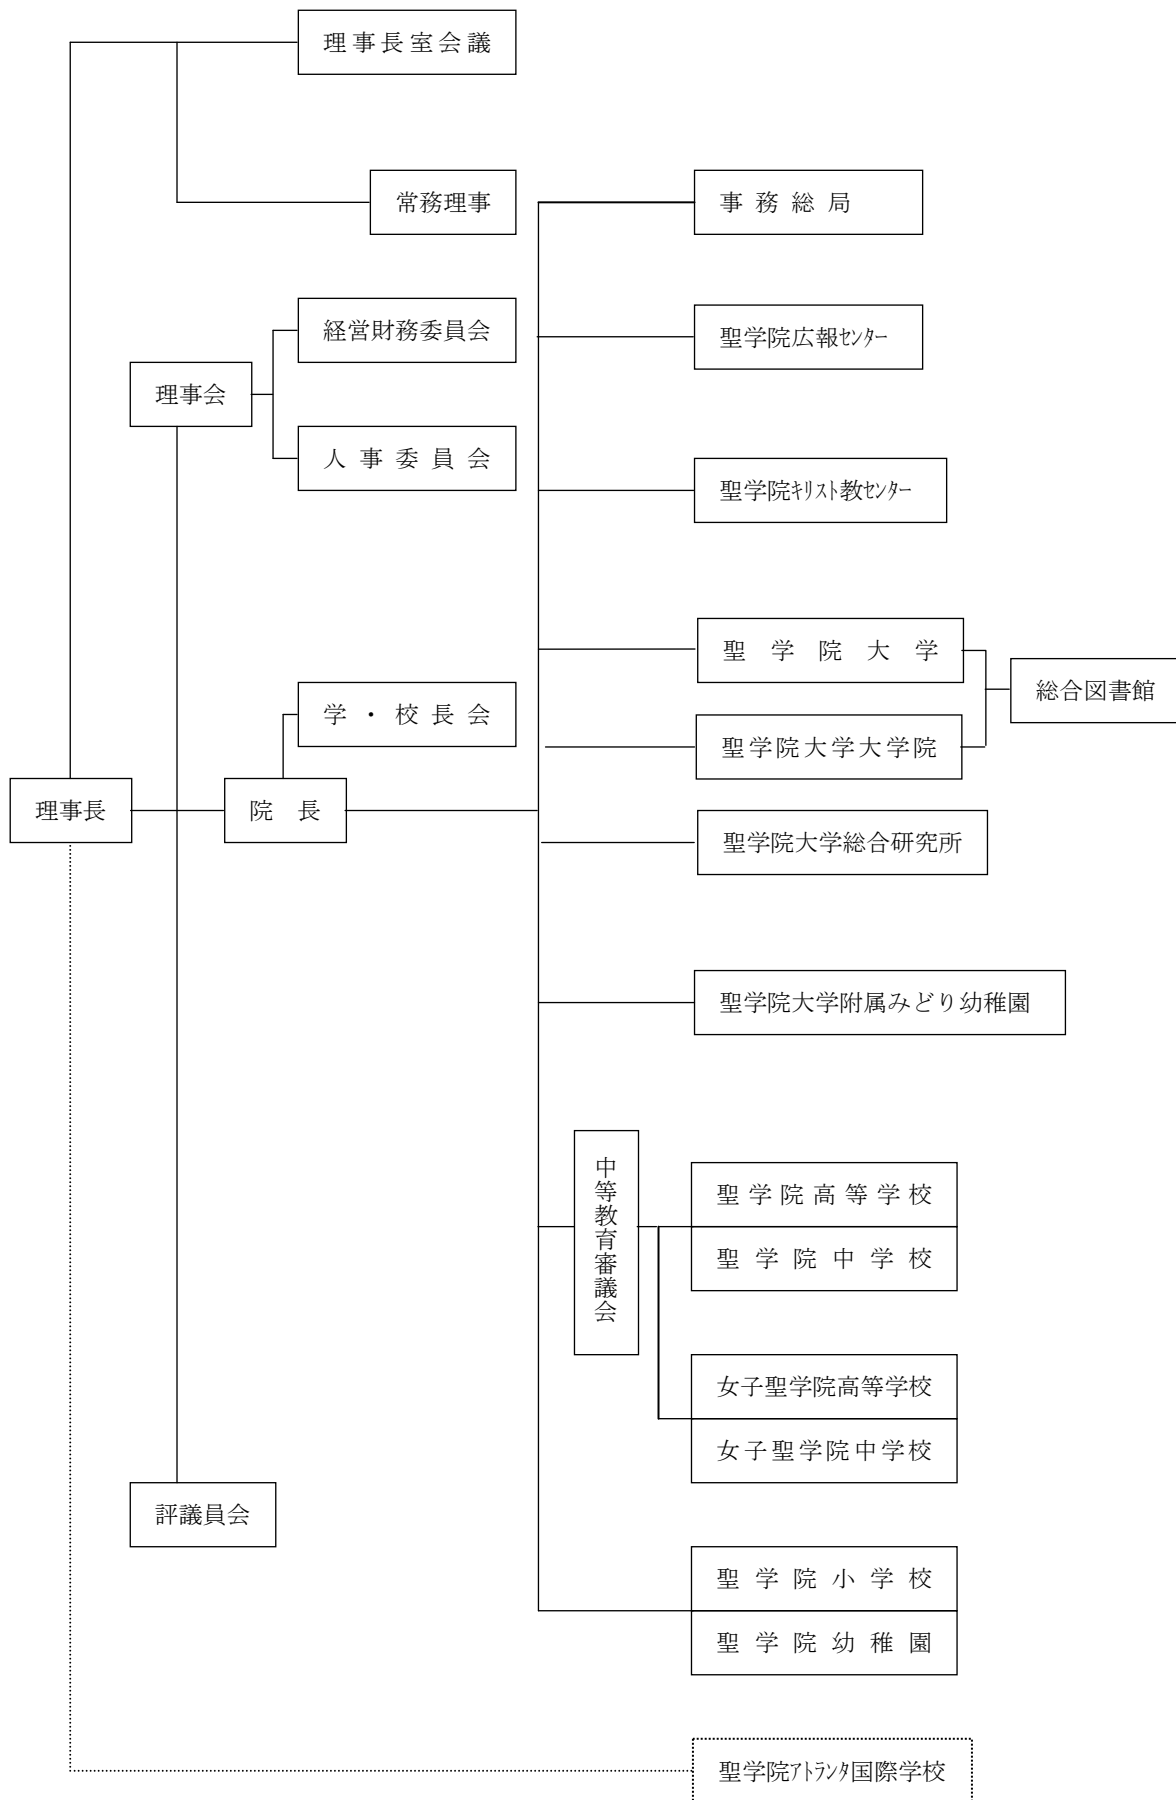 理事長室会議
常務理事
事務総局
経営財務委員会
聖学院広報ｾﾝﾀｰ
理事会
人事委員会
聖学院ｷﾘｽﾄ教ｾﾝﾀｰ
聖学院大学
総合図書館
学・校長会
聖学院大学大学院
理事長
院長
聖学院大学総合研究所
聖学院大学附属みどり幼稚園
中等教育審議会
聖学院高等学校
聖学院中学校
女子聖学院高等学校
女子聖学院中学校
評議員会
聖学院小学校
聖学院幼稚園
聖学院ｱﾄﾗﾝﾀ国際学校